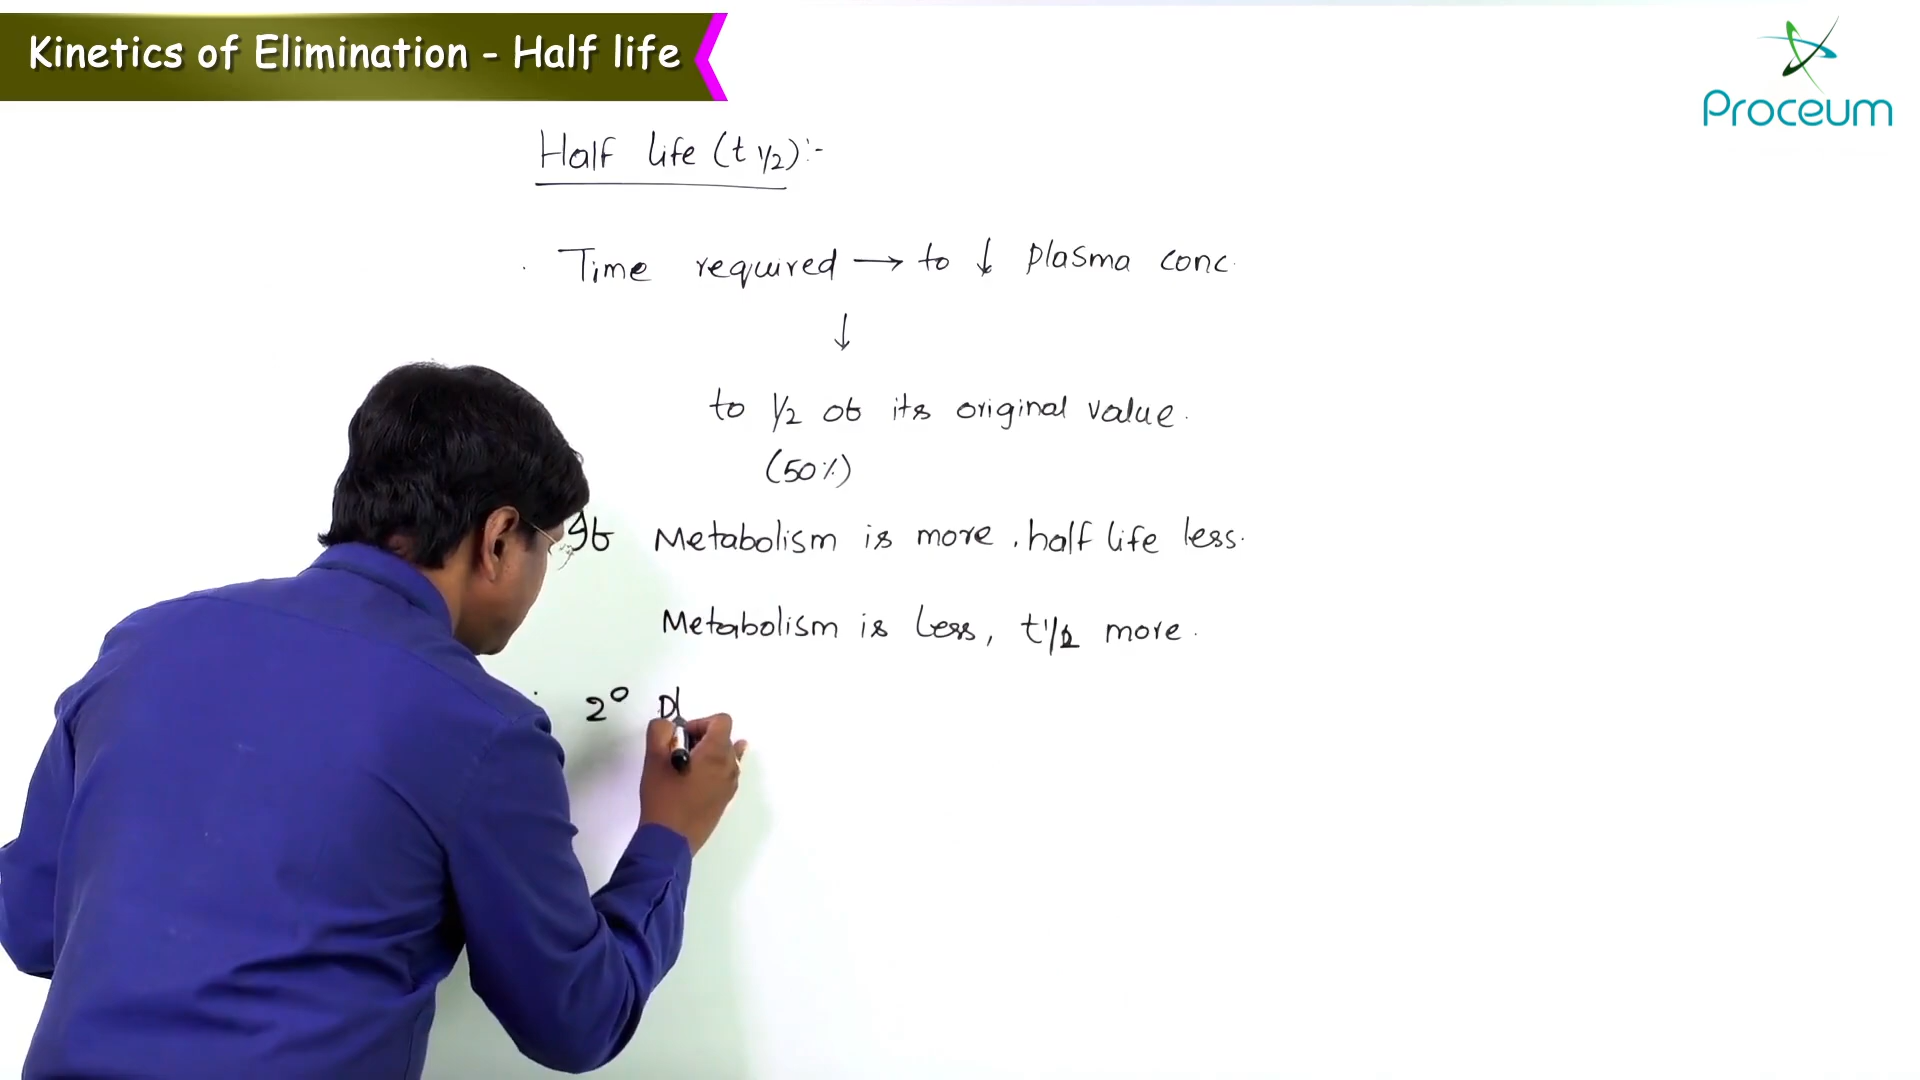 Kinetics of Elimination - Half life
Proceum
Half life (t 1/2):-
Time required → to ↓ plasma conc.
↓
to 1/2 of its original value.
(50%)
If Metabolism is more, half life less.
Metabolism is less, t1/2 more.
2° Pl